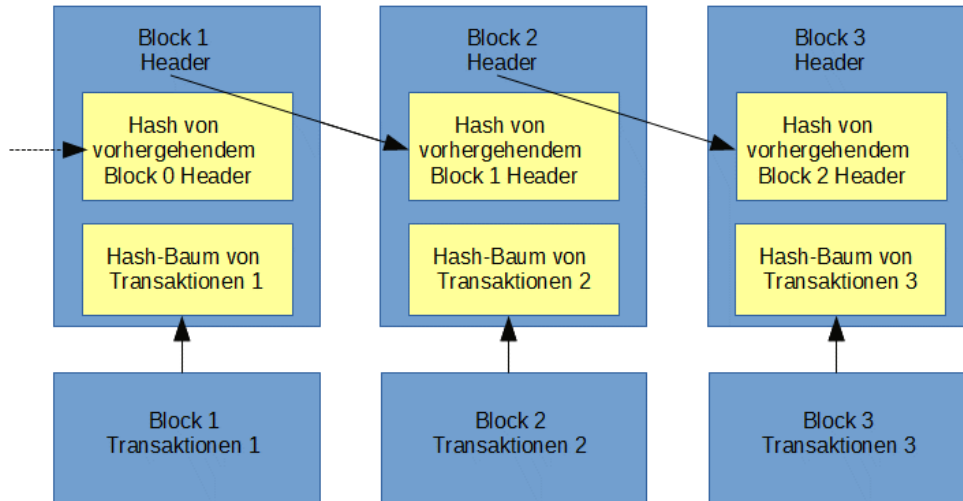 Block 1
Header
Hash von
vorhergehendem
Block 0 Header
Hash-Baum von
Transaktionen 1
Block 1
Transaktionen 1
Block 2
Header
Hash von
vorhergehendem
Block 1 Header
Hash-Baum von
Transaktionen 2
Block 2
Transaktionen 2
Block 3
Header
Hash von
vorhergehendem
Block 2 Header
Hash-Baum von
Transaktionen 3
Block 3
Transaktionen 3